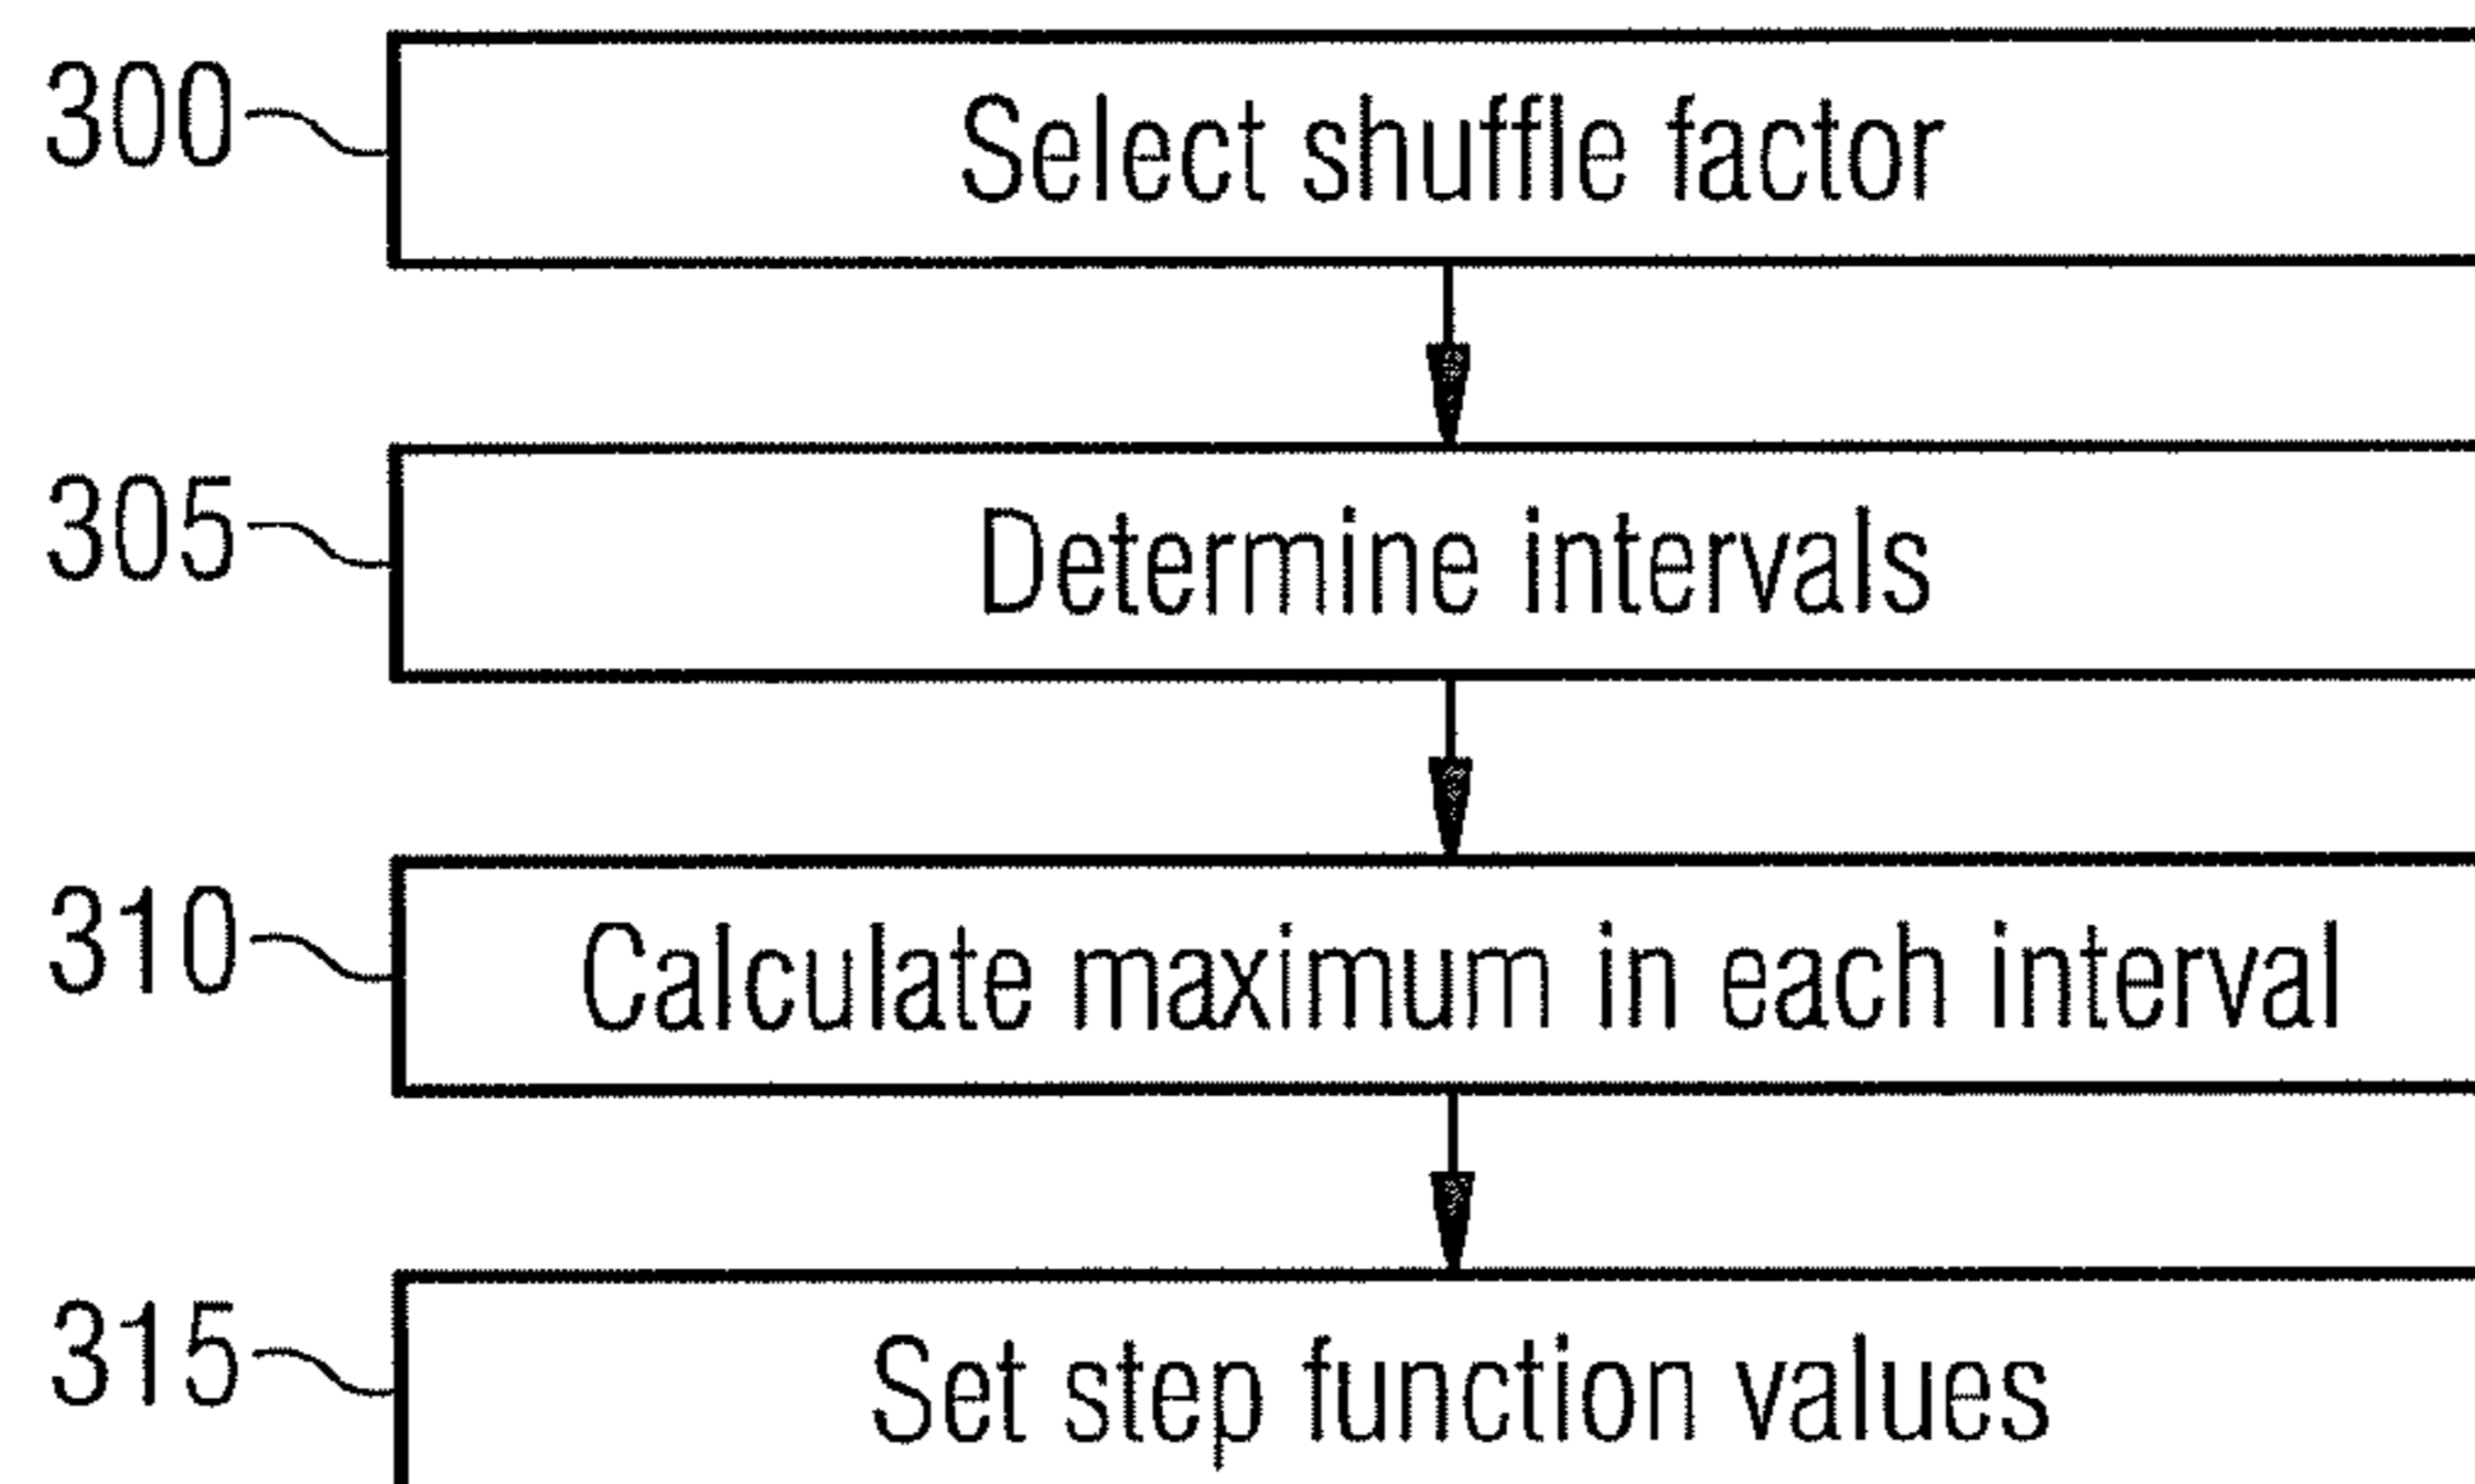 300 Select shuffle factor
305 Determine intervals
310 Calculate maximum in each interval
315 Set step function values